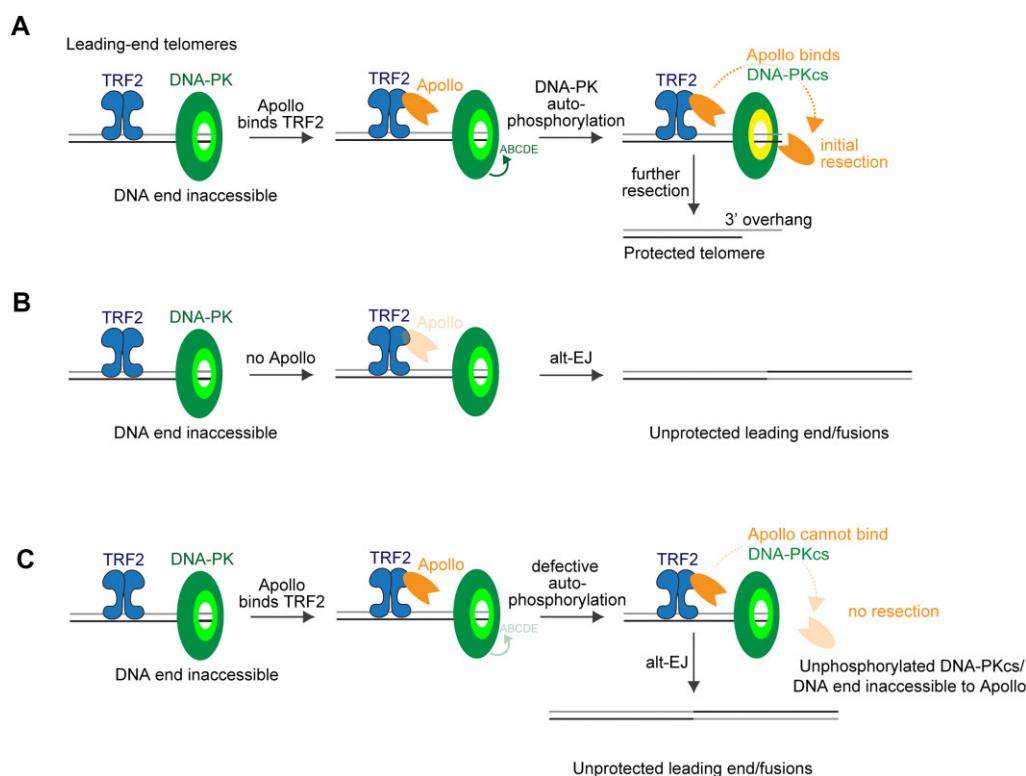 A
Leading-end telomeres
TRF2
DNA-PK
DNA end inaccessible
Apollo
binds TRF2
TRF2
Apollo
ABCDE
DNA-PK
auto-
phosphorylation
TRF2
Apollo binds
DNA-PKcs
initial
resection
further
resection
3’ overhang
Protected telomere
B
TRF2
DNA-PK
DNA end inaccessible
no Apollo
TRF2
Apollo
alt-EJ
Unprotected leading end/fusions
C
TRF2
DNA-PK
DNA end inaccessible
Apollo
binds TRF2
TRF2
Apollo
ABCDE
defective
auto-
phosphorylation
TRF2
Apollo cannot bind
DNA-PKcs
no resection
Unphosphorylated DNA-PKcs/
DNA end inaccessible to Apollo
alt-EJ
Unprotected leading end/fusions